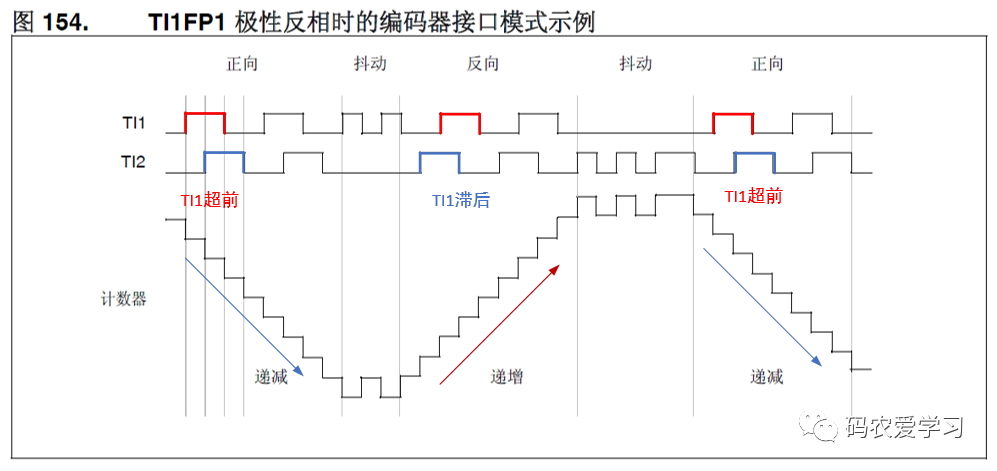 图 154. TI1FP1 极性反相时的编码器接口模式示例
正向 抖动 反向 抖动 正向
TI1
TI2
TI1超前 TI1滞后 TI1超前
计数器
递减 递增 递减
码农爱学习